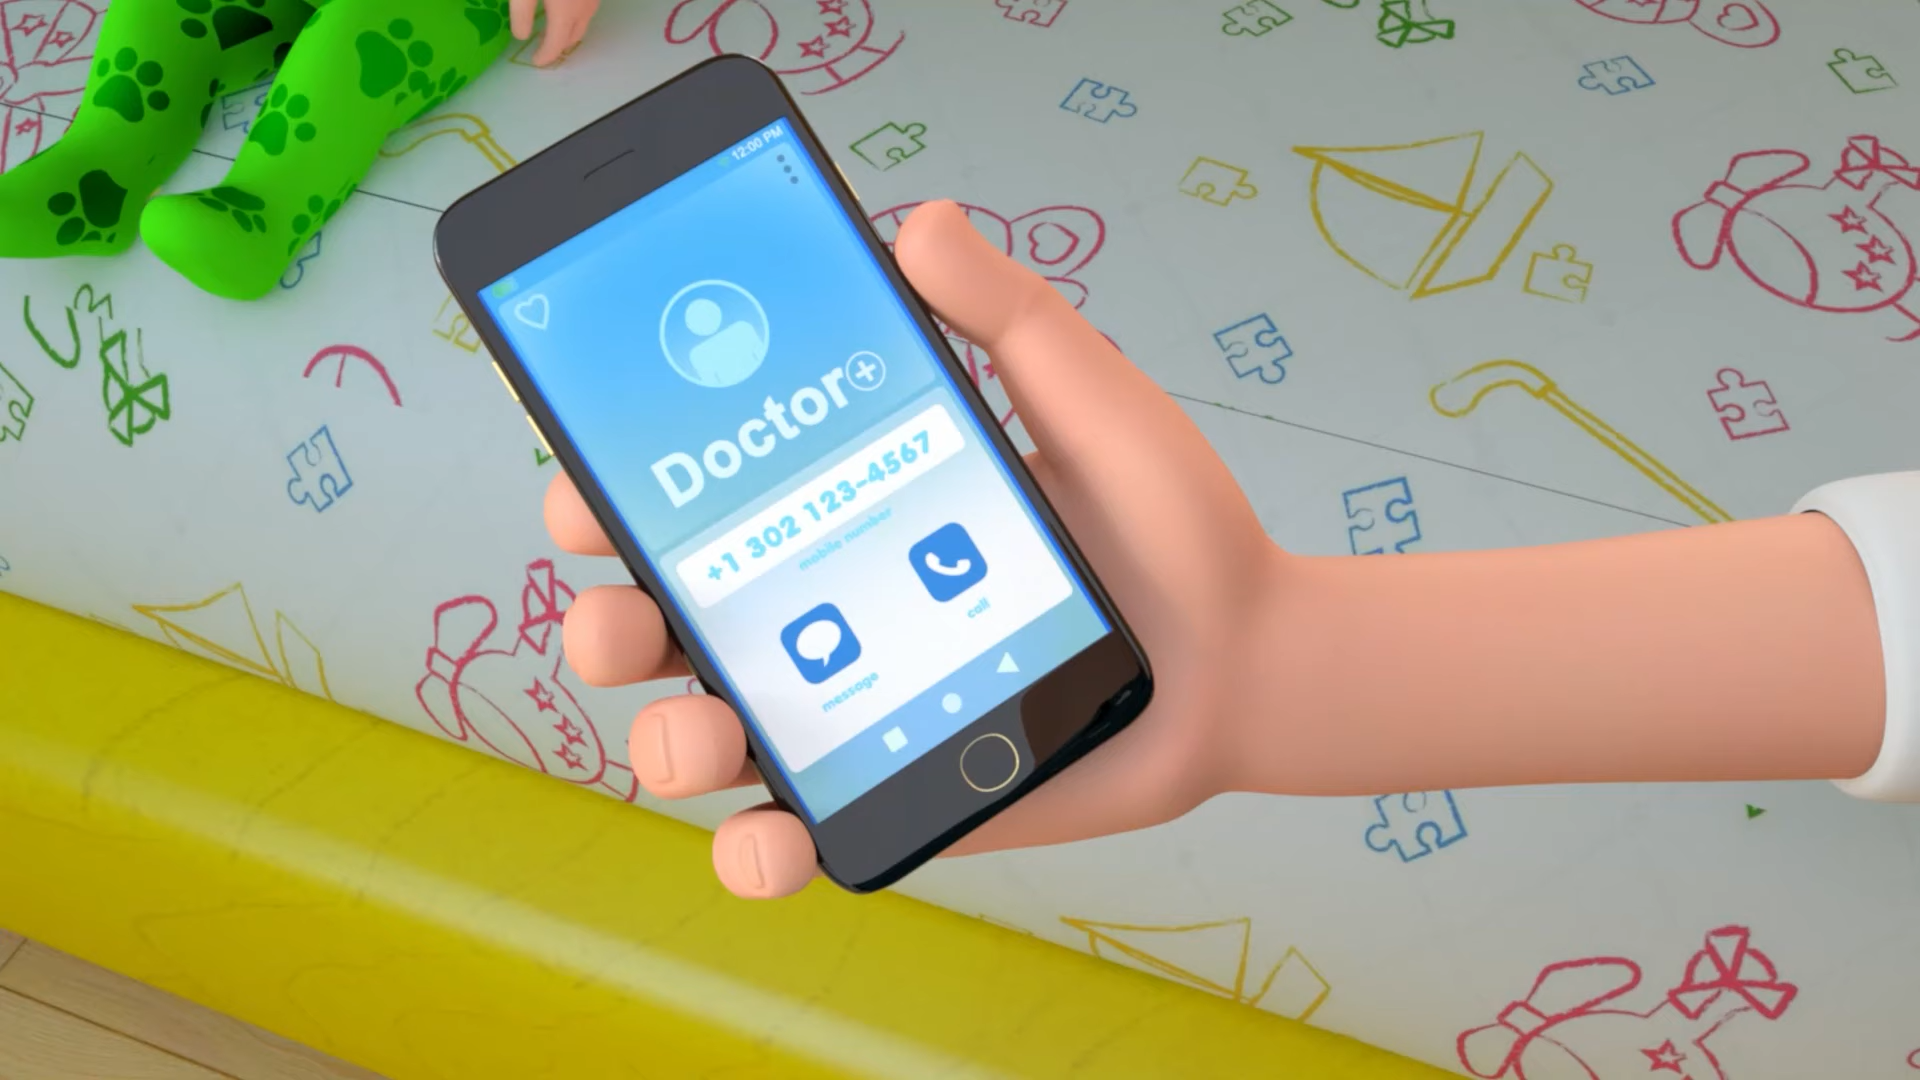 12:00 PM
Doctor+
+1 302 123-4567
mobile number
call
message